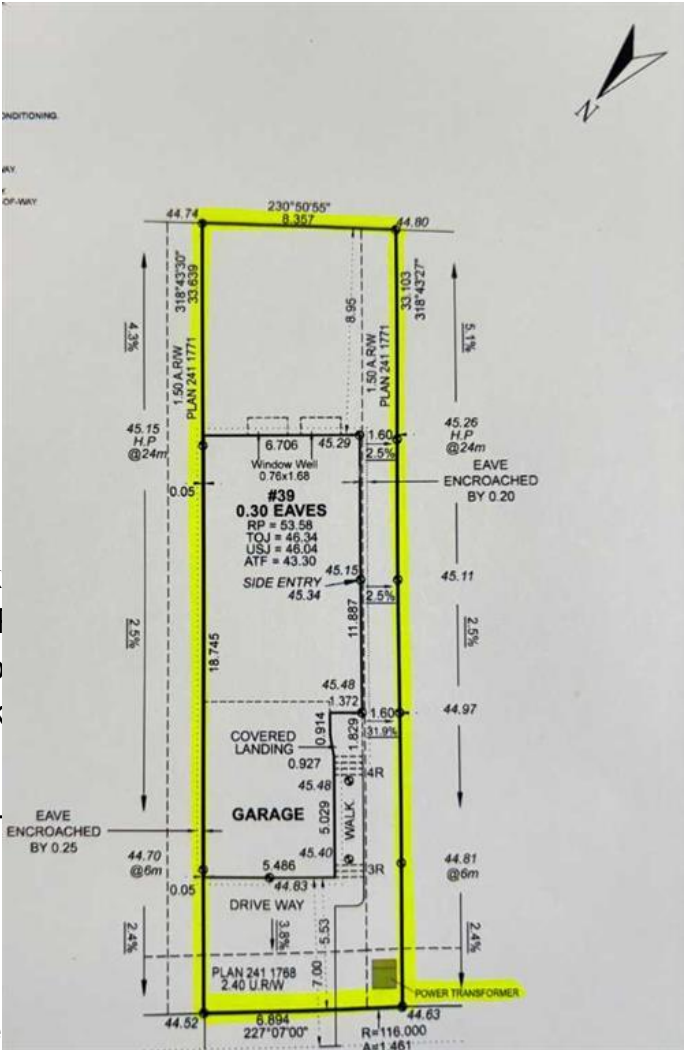 ONDITIONING.
WAY.
OF-WAY
N
230°50'55"
44.74
8.357
44.80
318°43'30"
33.639
33.103
318°43'27"
4.3%
1.50 A.R/W
PLAN 241 1771
8.95
1.50 A.R/W
PLAN 241 1771
5.1%
45.15
H.P
@24m
6.706
45.29
1.60
2.5%
45.26
H.P
@24m
Window Well
0.76x1.68
EAVE
ENCROACHED
BY 0.20
0.05
#39
0.30 EAVES
RP = 53.58
TOJ = 46.34
USJ = 46.04
ATF = 43.30
45.15
SIDE ENTRY
45.34
2.5%
45.11
2.5%
18.745
11.887
2.5%
45.48
1.372
1.60
44.97
0.914
1.829
31.9%
COVERED
LANDING
0.927
4R
45.48
GARAGE
5.029
WALK
EAVE
ENCROACHED
BY 0.25
45.40
44.70
@6m
5.486
3R
44.81
@6m
0.05
44.83
DRIVE WAY
2.4%
3.8%
5.53
2.4%
PLAN 241 1768
2.40 U.R/W
7.00
POWER TRANSFORMER
44.52
6.894
44.63
227°07'00"
R=116.000
A=1.461